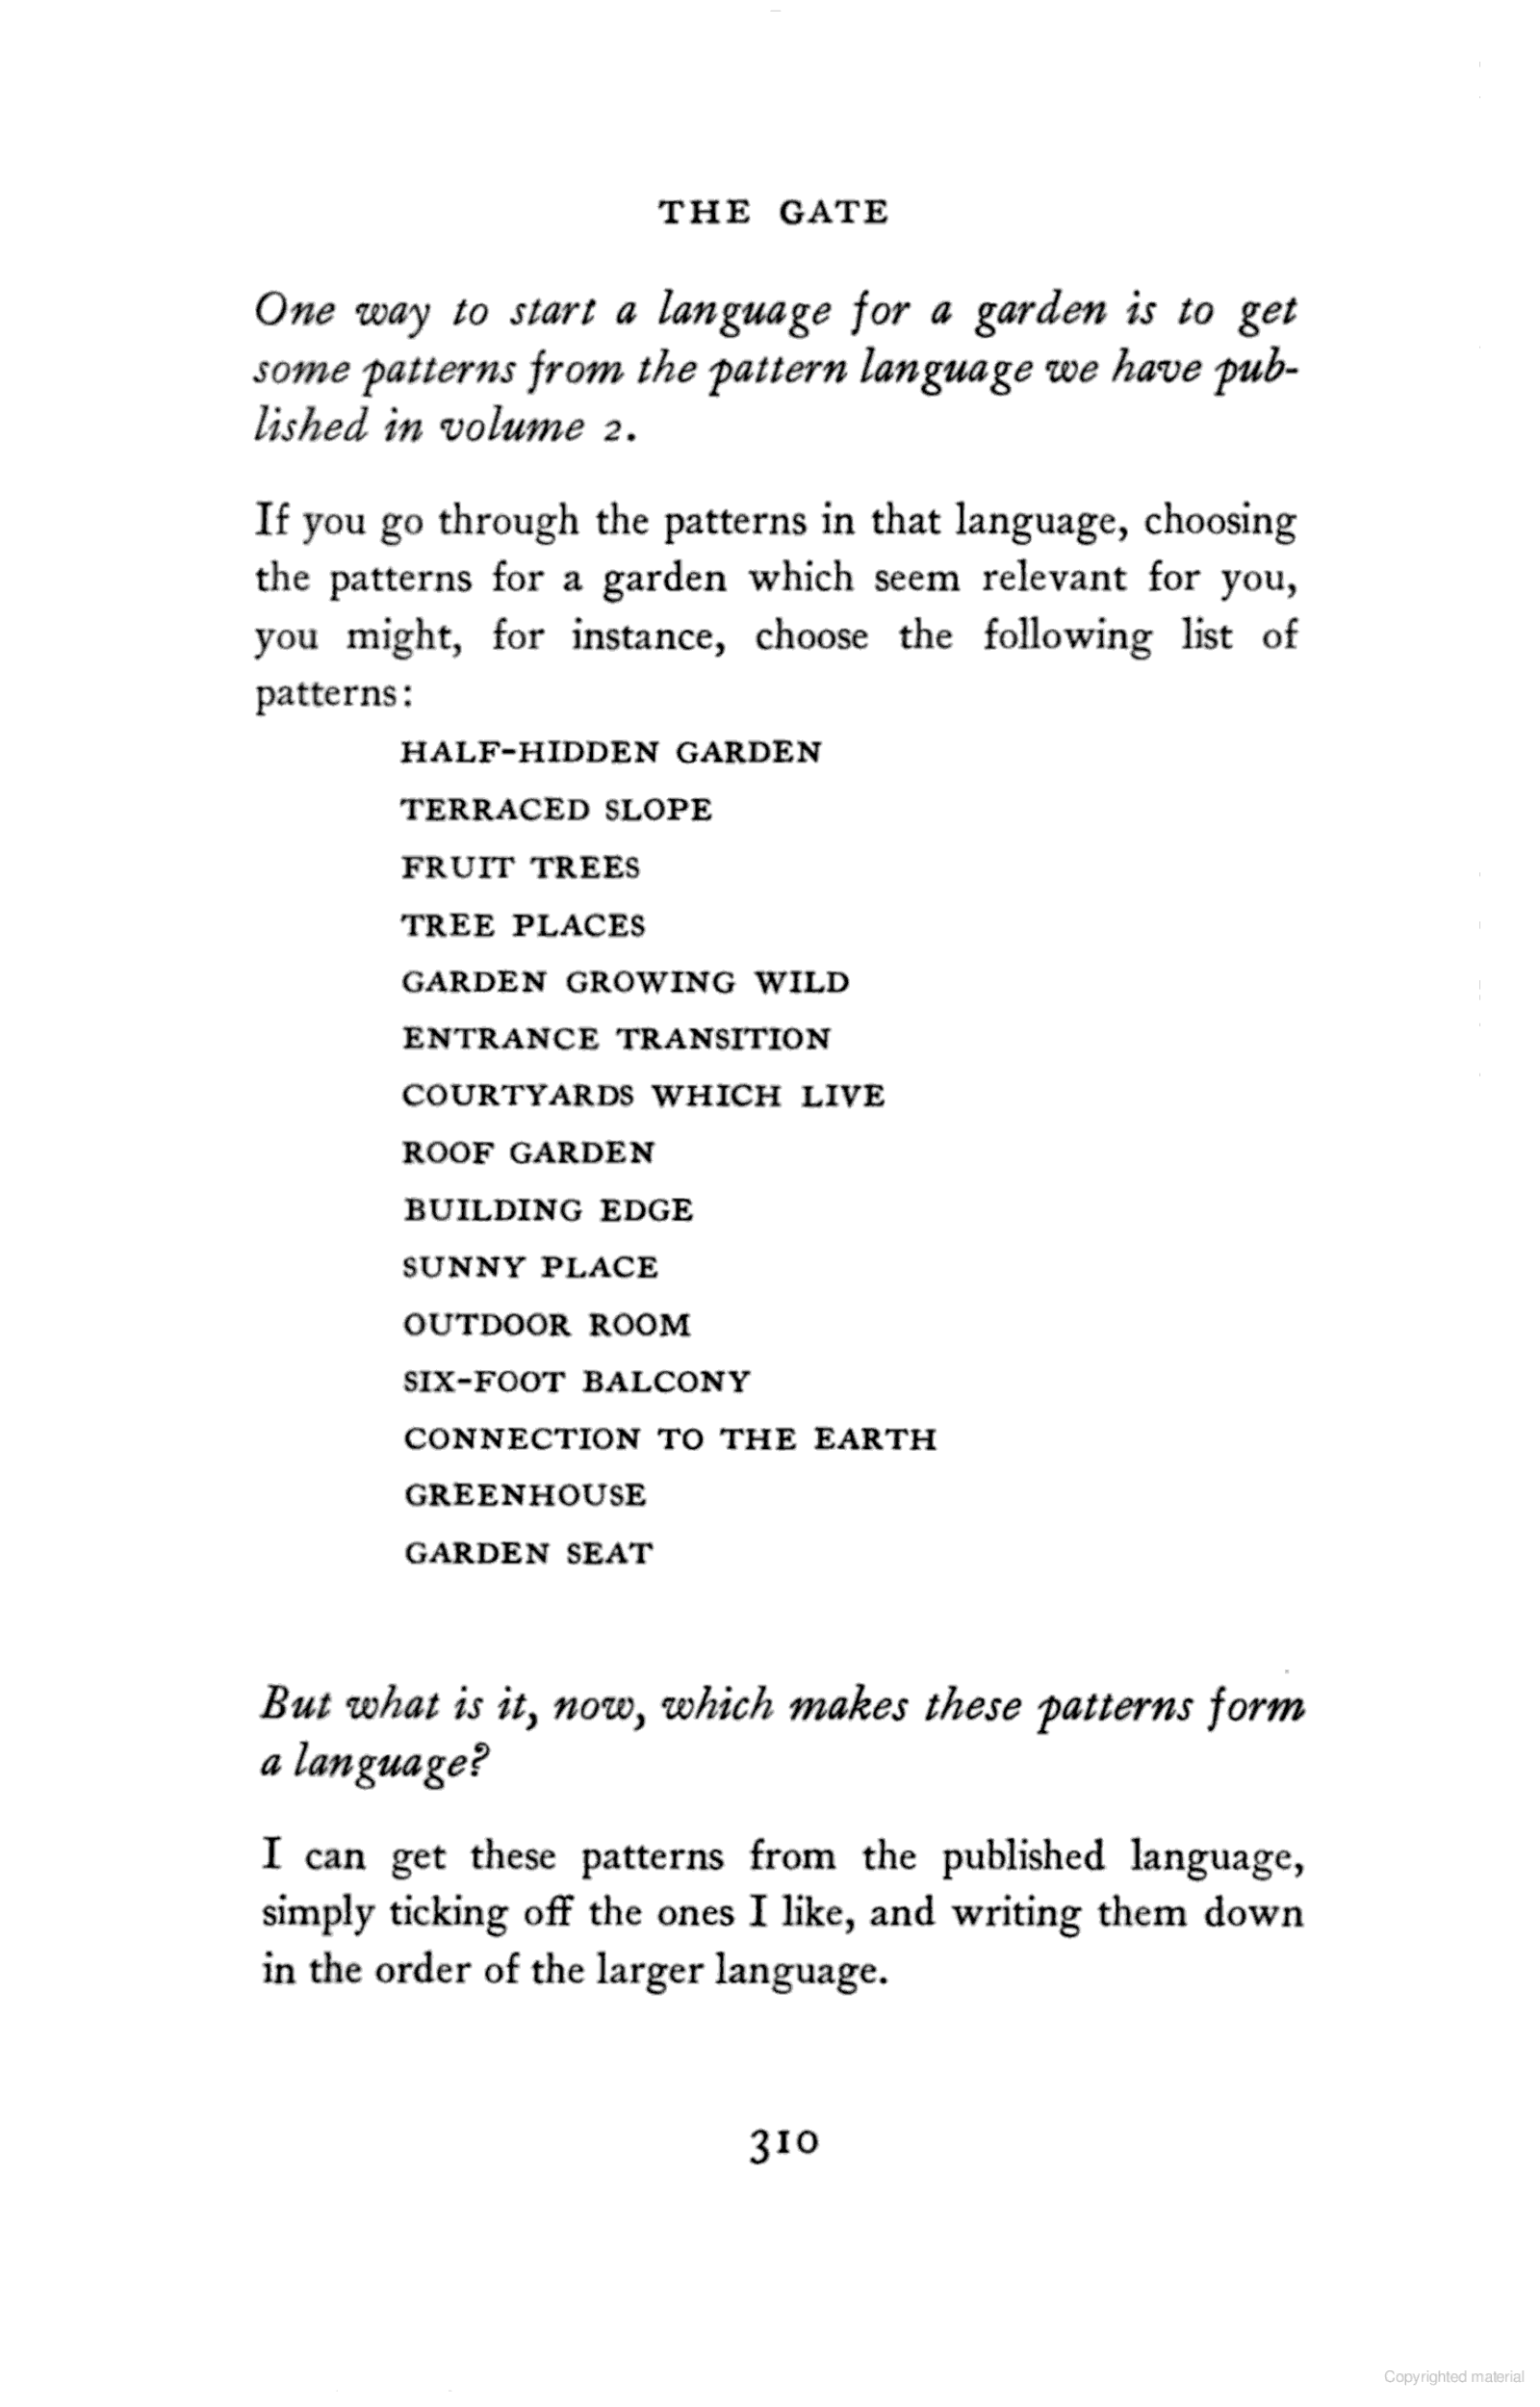 THE GATE
One way to start a language for a garden is to get
some patterns from the pattern language we have pub-
lished in volume 2.
If you go through the patterns in that language, choosing
the patterns for a garden which seem relevant for you,
you might, for instance, choose the following list of
patterns:
HALF-HIDDEN GARDEN
TERRACED SLOPE
FRUIT TREES
TREE PLACES
GARDEN GROWING WILD
ENTRANCE TRANSITION
COURTYARDS WHICH LIVE
ROOF GARDEN
BUILDING EDGE
SUNNY PLACE
OUTDOOR ROOM
SIX-FOOT BALCONY
CONNECTION TO THE EARTH
GREENHOUSE
GARDEN SEAT
But what is it, now, which makes these patterns form
a language?
I can get these patterns from the published language,
simply ticking off the ones I like, and writing them down
in the order of the larger language.
310
Copyrighted material